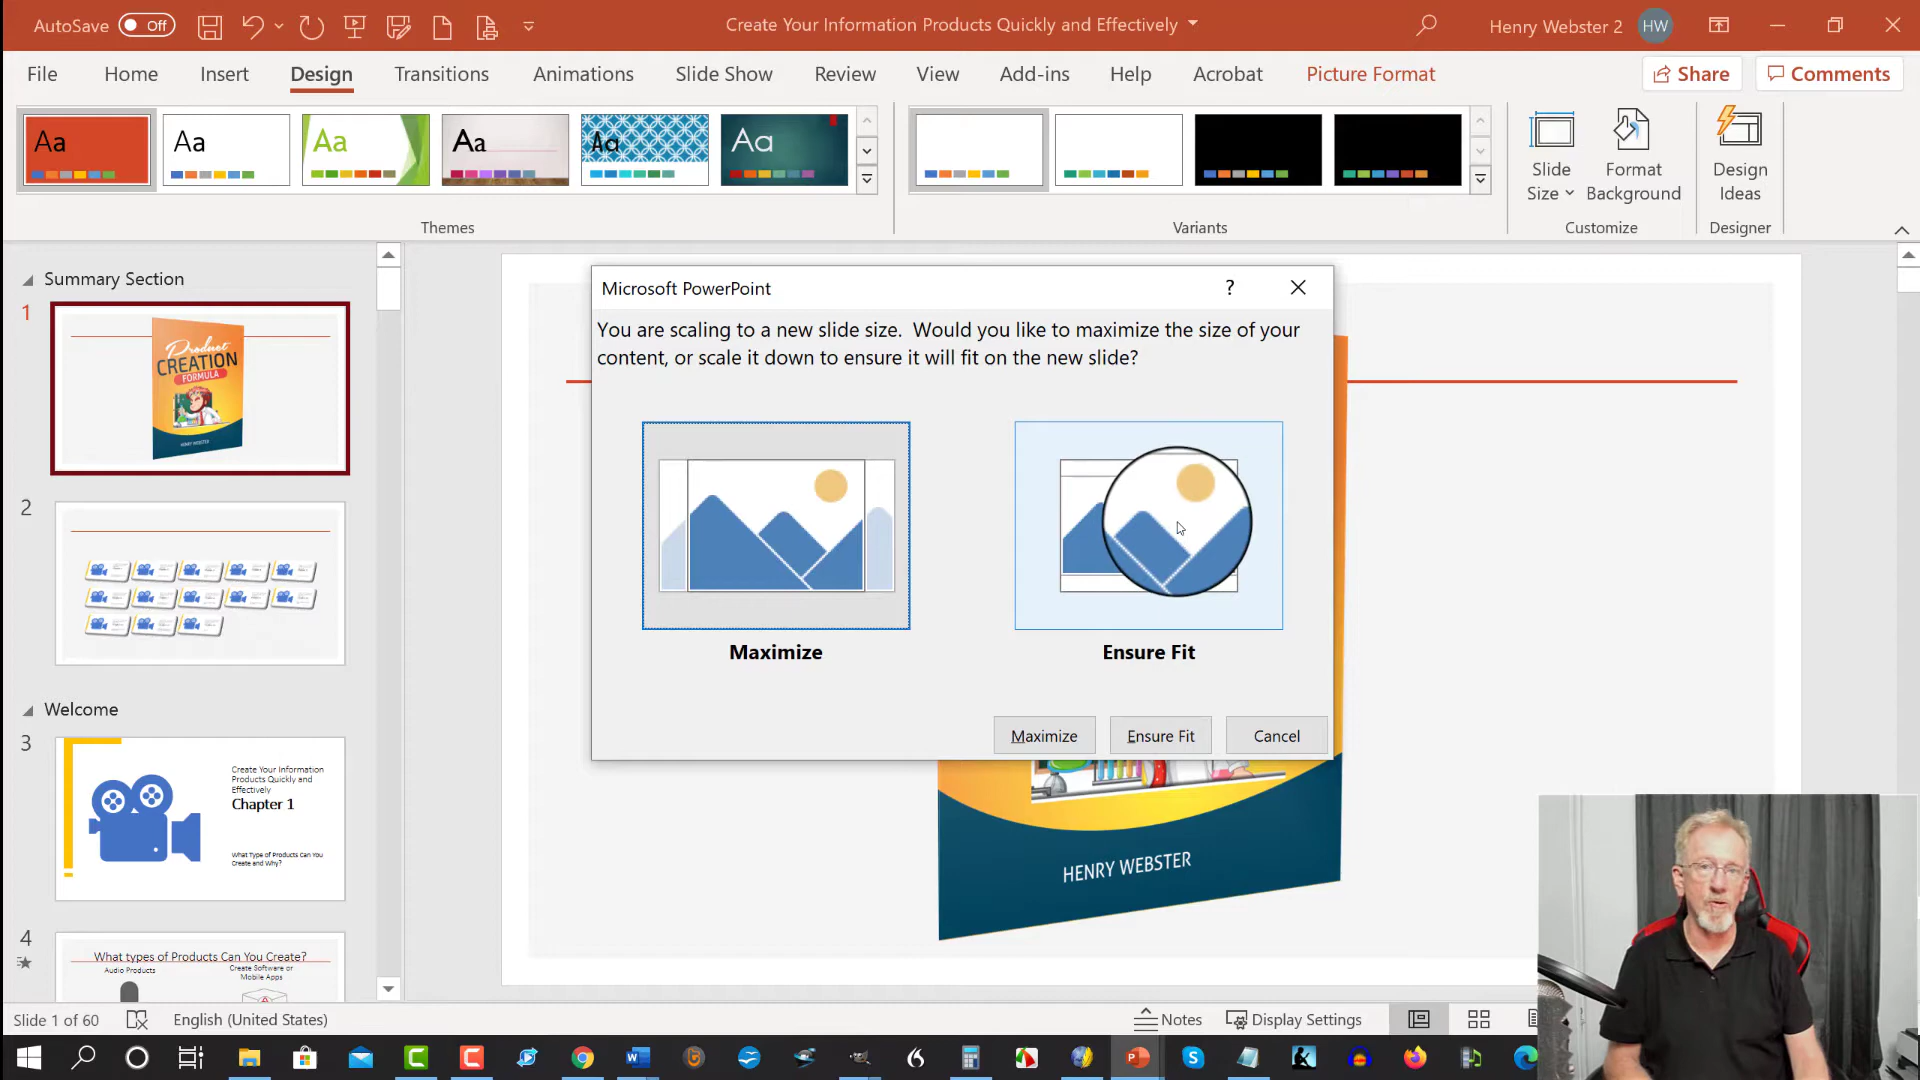 AutoSave Off
Create Your Information Products Quickly and Effectively
Henry Webster 2 HW
File Home Insert Design Transitions Animations Slide Show Review View Add-ins Help Acrobat Picture Format
Share Comments
Aa Aa Aa Aa Aa Aa
Slide Size
Format Background
Design Ideas
Themes Variants Customize Designer
Summary Section
1
Product
CREATION
FORMULA
HENRY WEBSTER
2
Welcome
3
Create Your Information
Products Quickly and
Effectively
Chapter 1
What Type of Products Can You
Create and Why?
4
What types of Products Can You Create?
Audio Products
Create Software or
Mobile Apps
Microsoft PowerPoint ?
You are scaling to a new slide size. Would you like to maximize the size of your
content, or scale it down to ensure it will fit on the new slide?
Maximize Ensure Fit
Maximize Ensure Fit Cancel
HENRY WEBSTER
Slide 1 of 60 English (United States) Notes Display Settings